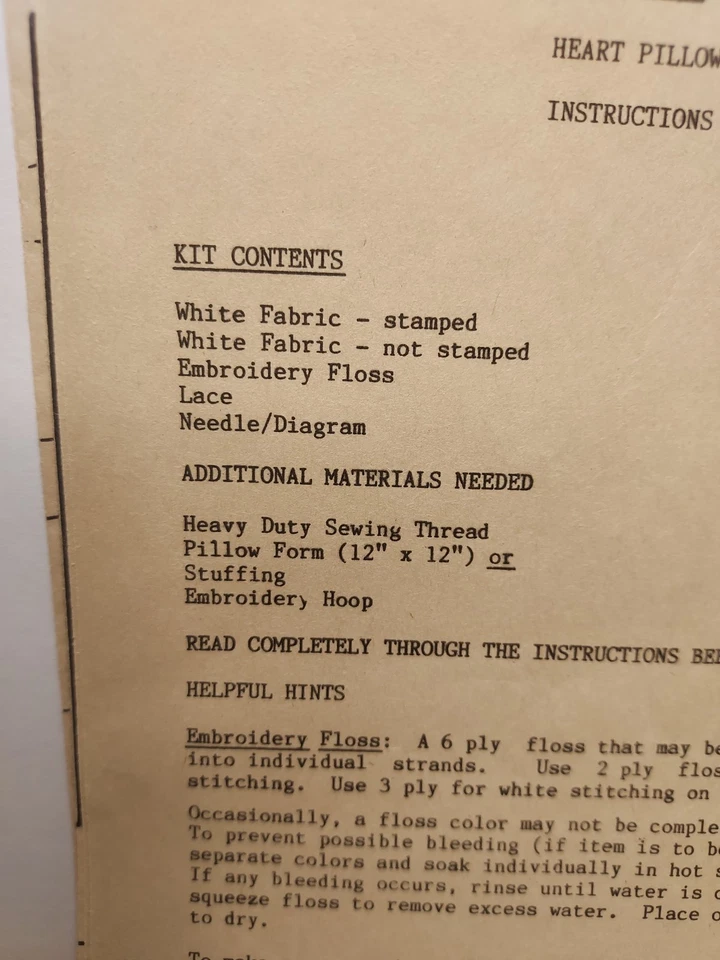 HEART PILLOW
INSTRUCTIONS
KIT CONTENTS
White Fabric - stamped
White Fabric - not stamped
Embroidery Floss
Lace
Needle/Diagram
ADDITIONAL MATERIALS NEEDED
Heavy Duty Sewing Thread
Pillow Form (12" x 12") or
Stuffing
Embroidery Hoop
READ COMPLETELY THROUGH THE INSTRUCTIONS
HELPFUL HINTS
Embroidery Floss: A 6 ply floss that may be
into individual strands. Use 2 ply
stitching. Use 3 ply for white stitching on
Occasionally, a floss color may not be
To prevent possible bleeding (if item is to
separate colors and soak individually in hot
If any bleeding occurs, rinse until water is
squeeze floss to remove excess water. Place
to dry.